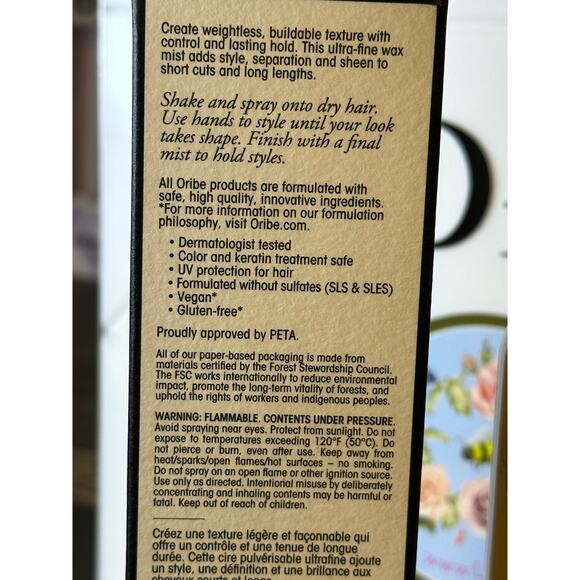 Create weightless, buildable texture with
control and lasting hold. This ultra-fine wax
mist adds style, separation and sheen to
short cuts and long lengths.
Shake and spray onto dry hair.
Use hands to style until your look
takes shape. Finish with a final
mist to hold styles.
All Oribe products are formulated with
safe, high quality, innovative ingredients.
*For more information on our formulation
philosophy, visit Oribe.com.
• Dermatologist tested
• Color and keratin treatment safe
• UV protection for hair
• Formulated without sulfates (SLS & SLES)
• Vegan*
• Gluten-free*
Proudly approved by PETA.
All of our paper-based packaging is made from
materials certified by the Forest Stewardship Council.
The FSC works internationally to reduce environmental
impact, promote the long-term vitality of forests, and
uphold the rights of workers and indigenous peoples.
WARNING: FLAMMABLE. CONTENTS UNDER PRESSURE.
Avoid spraying near eyes. Protect from sunlight. Do not
expose to temperatures exceeding 120°F (50°C). Do
not pierce or burn, even after use. Keep away from
heat/sparks/open flames/hot surfaces – no smoking.
Do not spray on an open flame or other ignition source.
Use only as directed. Intentional misuse by deliberately
concentrating and inhaling contents may be harmful or
fatal. Keep out of reach of children.
Créez une texture légère et façonnable qui
offre un contrôle et une tenue de longue
durée. Cette cire pulvérisable ultrafine ajoute
un style, une définition et une brillance aux
cheveux courts et longs.